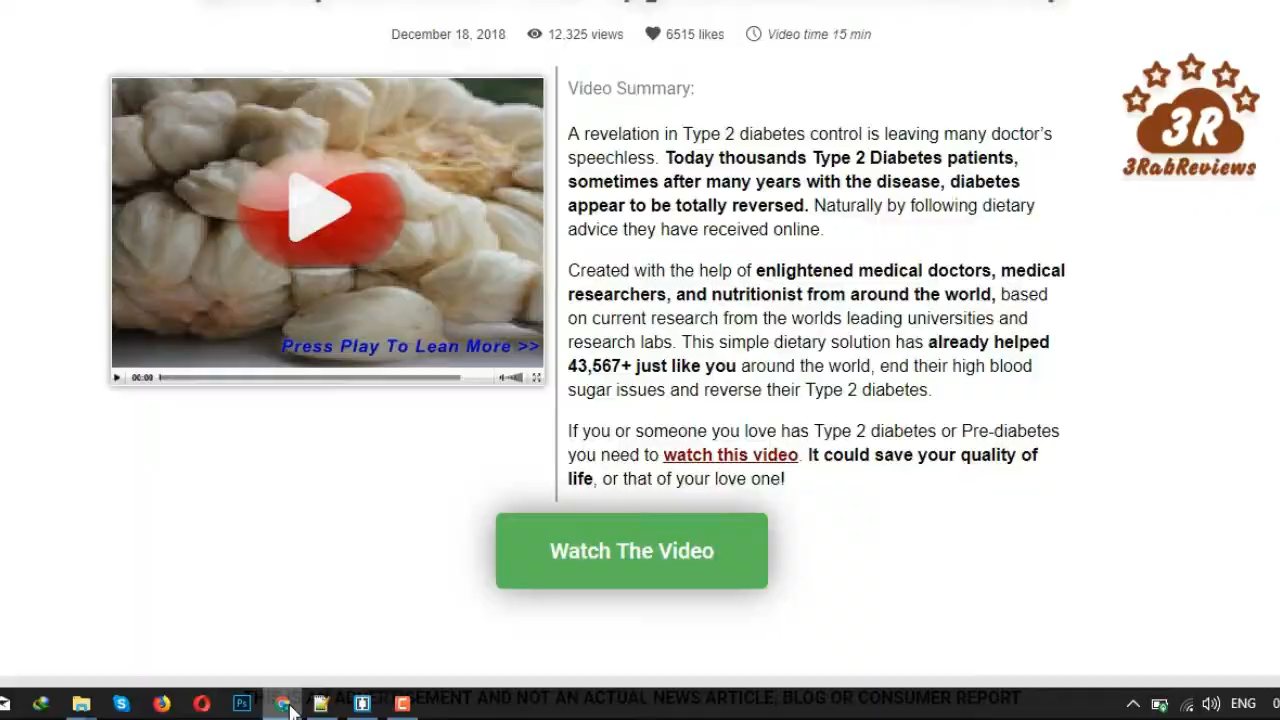 December 18, 2018 12.325 views 6515 likes Video time 15 min
3R
3RabReviews
Press Play To Lean More >>
00:00
Video Summary:
A revelation in Type 2 diabetes control is leaving many doctor's
speechless. Today thousands Type 2 Diabetes patients,
sometimes after many years with the disease, diabetes
appear to be totally reversed. Naturally by following dietary
advice they have received online.
Created with the help of enlightened medical doctors, medical
researchers, and nutritionist from around the world, based
on current research from the worlds leading universities and
research labs. This simple dietary solution has already helped
43,567+ just like you around the world, end their high blood
sugar issues and reverse their Type 2 diabetes.
If you or someone you love has Type 2 diabetes or Pre-diabetes
you need to watch this video. It could save your quality of
life, or that of your love one!
Watch The Video
THIS IS AN ADVERTISEMENT AND NOT AN ACTUAL NEWS ARTICLE, BLOG OR CONSUMER REPORT
Ps
ENG